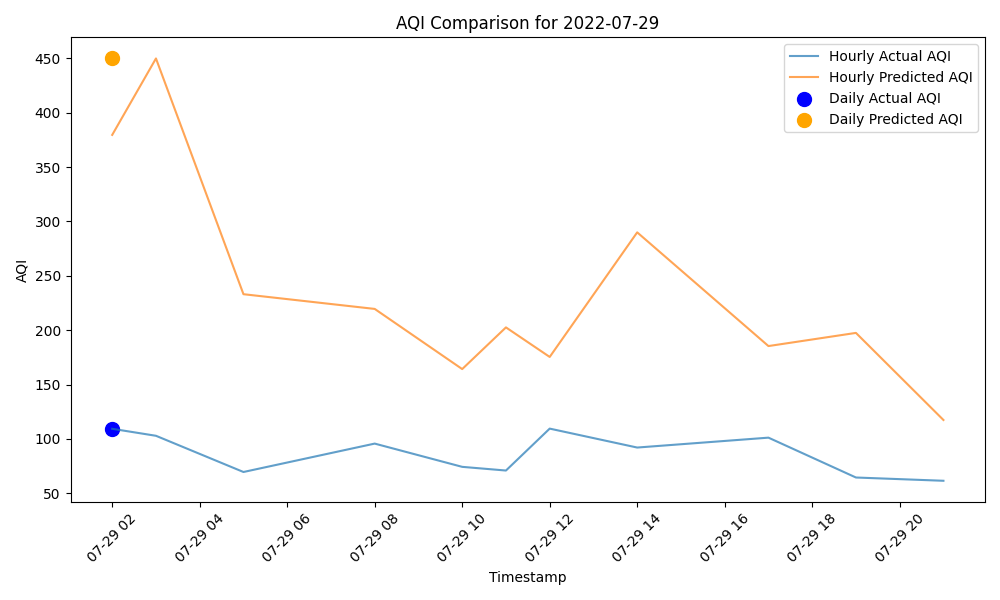 AQI Comparison for 2022-07-29
Hourly Actual AQI
Hourly Predicted AQI
Daily Actual AQI
Daily Predicted AQI
AQI
450
400
350
300
250
200
150
100
50
07-29 02
07-29 04
07-29 06
07-29 08
07-29 10
07-29 12
07-29 14
07-29 16
07-29 18
07-29 20
Timestamp